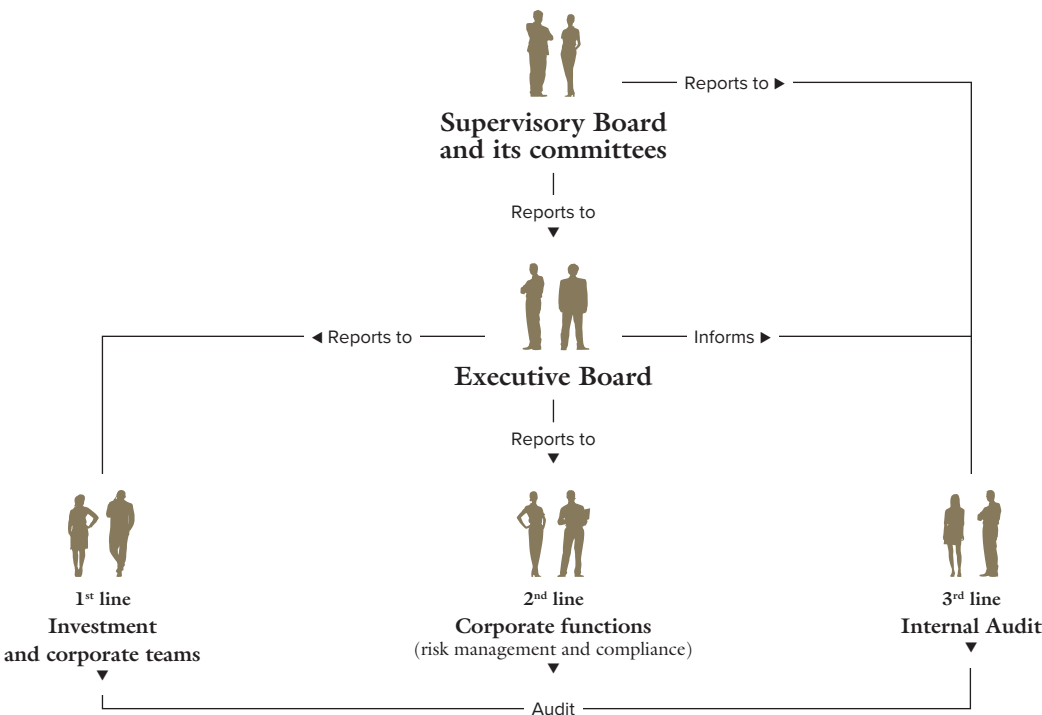 Reports to ▶
Supervisory Board
and its committees
Reports to
▼
◀ Reports to
Informs ▶
Executive Board
Reports to
▼
1st line
Investment
and corporate teams
▼
2nd line
Corporate functions
(risk management and compliance)
▼
3rd line
Internal Audit
▼
Audit